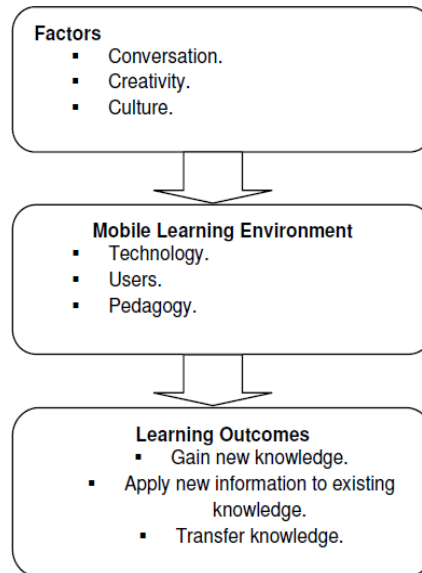 Factors
▪ Conversation.
▪ Creativity.
▪ Culture.
Mobile Learning Environment
▪ Technology.
▪ Users.
▪ Pedagogy.
Learning Outcomes
▪ Gain new knowledge.
▪ Apply new information to existing
knowledge.
▪ Transfer knowledge.